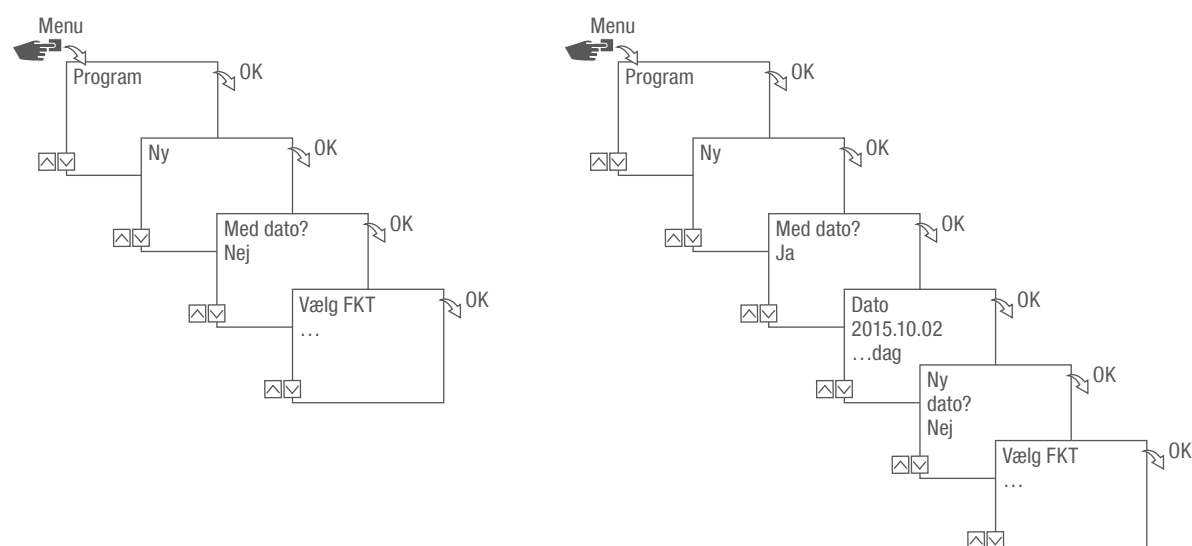 Menu
Program
OK
Ny
OK
Med dato?
Nej
OK
Vælg FKT
...
OK
Menu
Program
OK
Ny
OK
Med dato?
Ja
OK
Dato
2015.10.02
...dag
OK
Ny
dato?
Nej
OK
Vælg FKT
...
OK